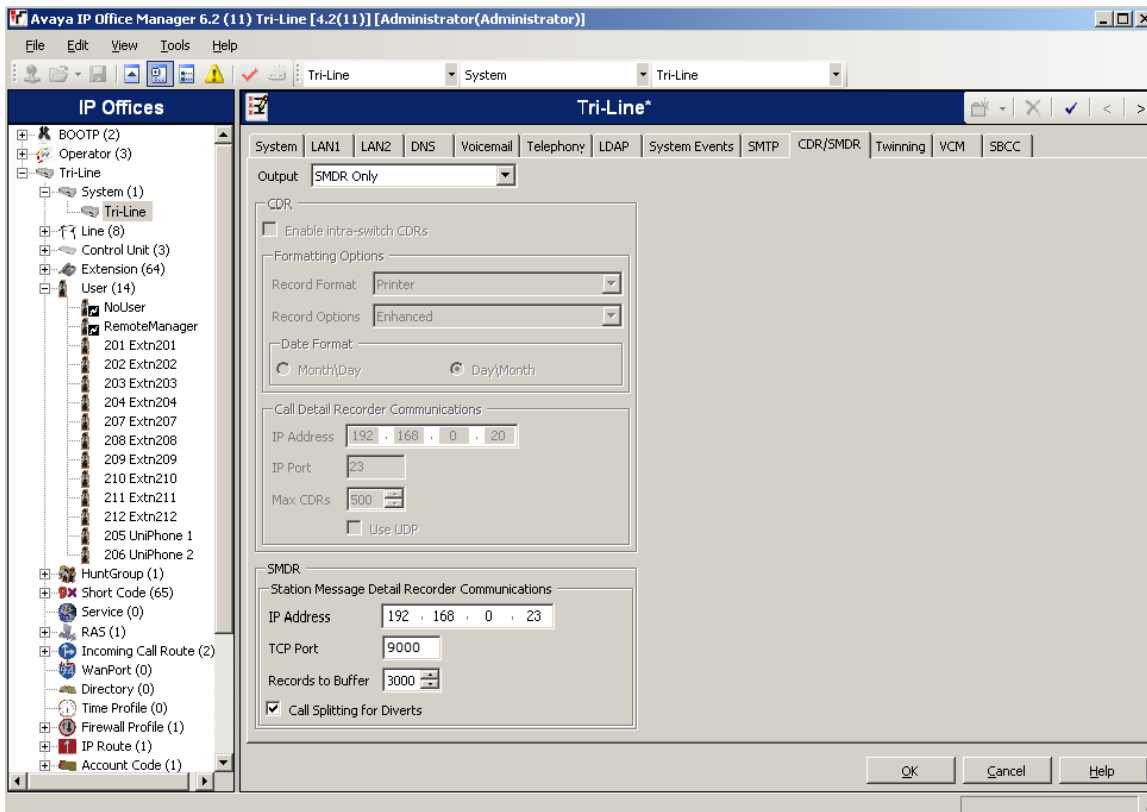 Avaya IP Office Manager 6.2 (11) Tri-Line [4.2(11)] [Administrator(Administrator)]
File Edit View Tools Help
Tri-Line System Tri-Line
IP Offices
BOOTP (2)
Operator (3)
Tri-Line
System (1)
Tri-Line
Line (8)
Control Unit (3)
Extension (64)
User (14)
NoUser
RemoteManager
201 Extn201
202 Extn202
203 Extn203
204 Extn204
207 Extn207
208 Extn208
209 Extn209
210 Extn210
211 Extn211
212 Extn212
205 UniPhone 1
206 UniPhone 2
HuntGroup (1)
Short Code (65)
Service (0)
RAS (1)
Incoming Call Route (2)
WanPort (0)
Directory (0)
Time Profile (0)
Firewall Profile (1)
IP Route (1)
Account Code (1)
Tri-Line*
System LAN1 LAN2 DNS Voicemail Telephony LDAP System Events SMTP CDR/SMDR Twinning VCM SBCC
Output SMDR Only
CDR
Enable intra-switch CDRs
Formatting Options
Record Format Printer
Record Options Enhanced
Date Format
Month\Day Day\Month
Call Detail Recorder Communications
IP Address 192 . 168 . 0 . 20
IP Port 23
Max CDRs 500
Use UDP
SMDR
Station Message Detail Recorder Communications
IP Address 192 . 168 . 0 . 23
TCP Port 9000
Records to Buffer 3000
Call Splitting for Diverts
OK Cancel Help